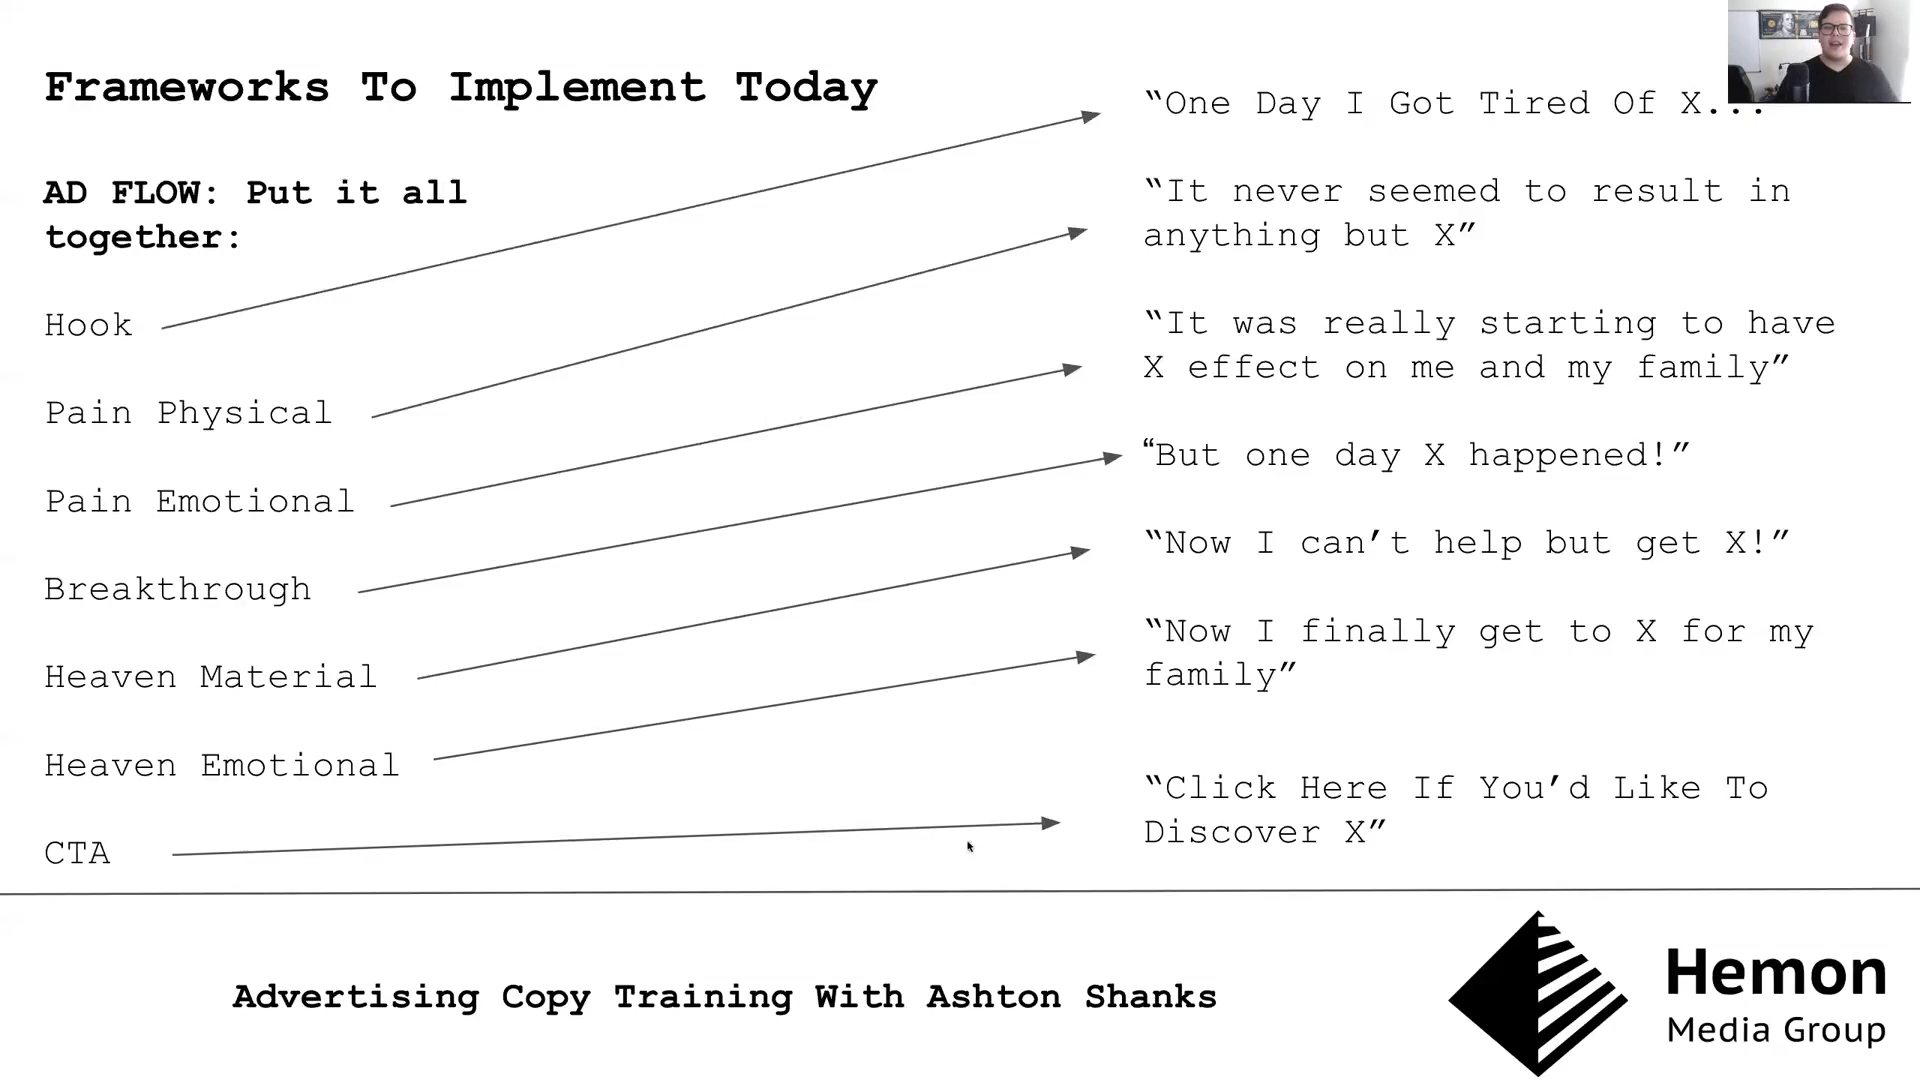 Frameworks To Implement Today
AD FLOW: Put it all
together:
Hook
Pain Physical
Pain Emotional
Breakthrough
Heaven Material
Heaven Emotional
CTA
“One Day I Got Tired Of X...
“It never seemed to result in
anything but X”
“It was really starting to have
X effect on me and my family”
“But one day X happened!”
“Now I can’t help but get X!”
“Now I finally get to X for my
family”
“Click Here If You’d Like To
Discover X”
Advertising Copy Training With Ashton Shanks
Hemon
Media Group